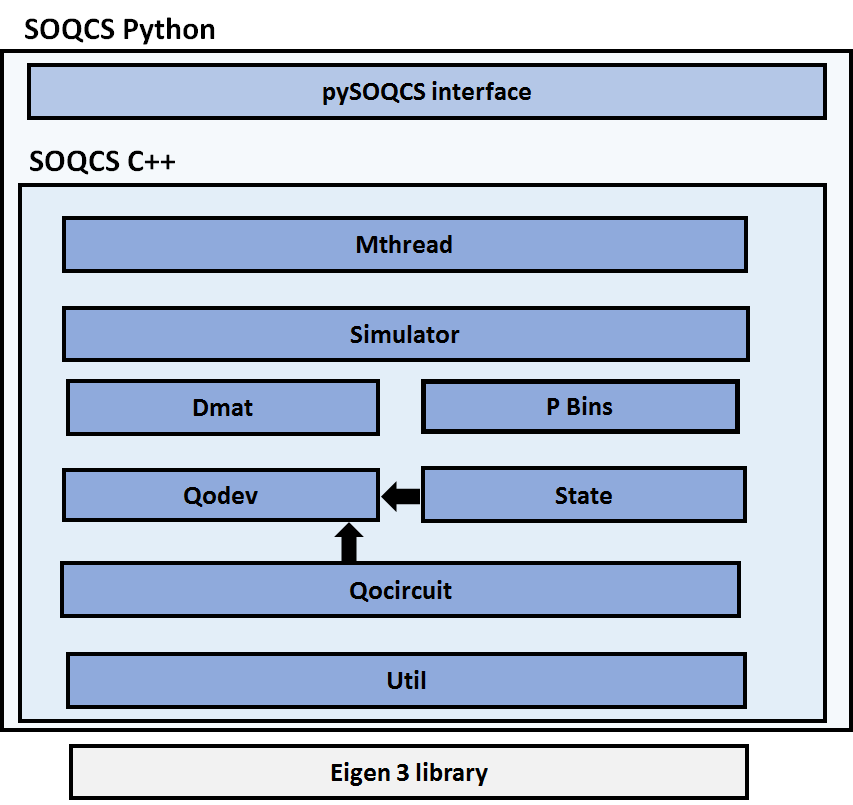 SOQCS Python
pySOQCS interface
SOQCS C++
Mthread
Simulator
Dmat
P Bins
Qodev
State
Qocircuit
Util
Eigen 3 library